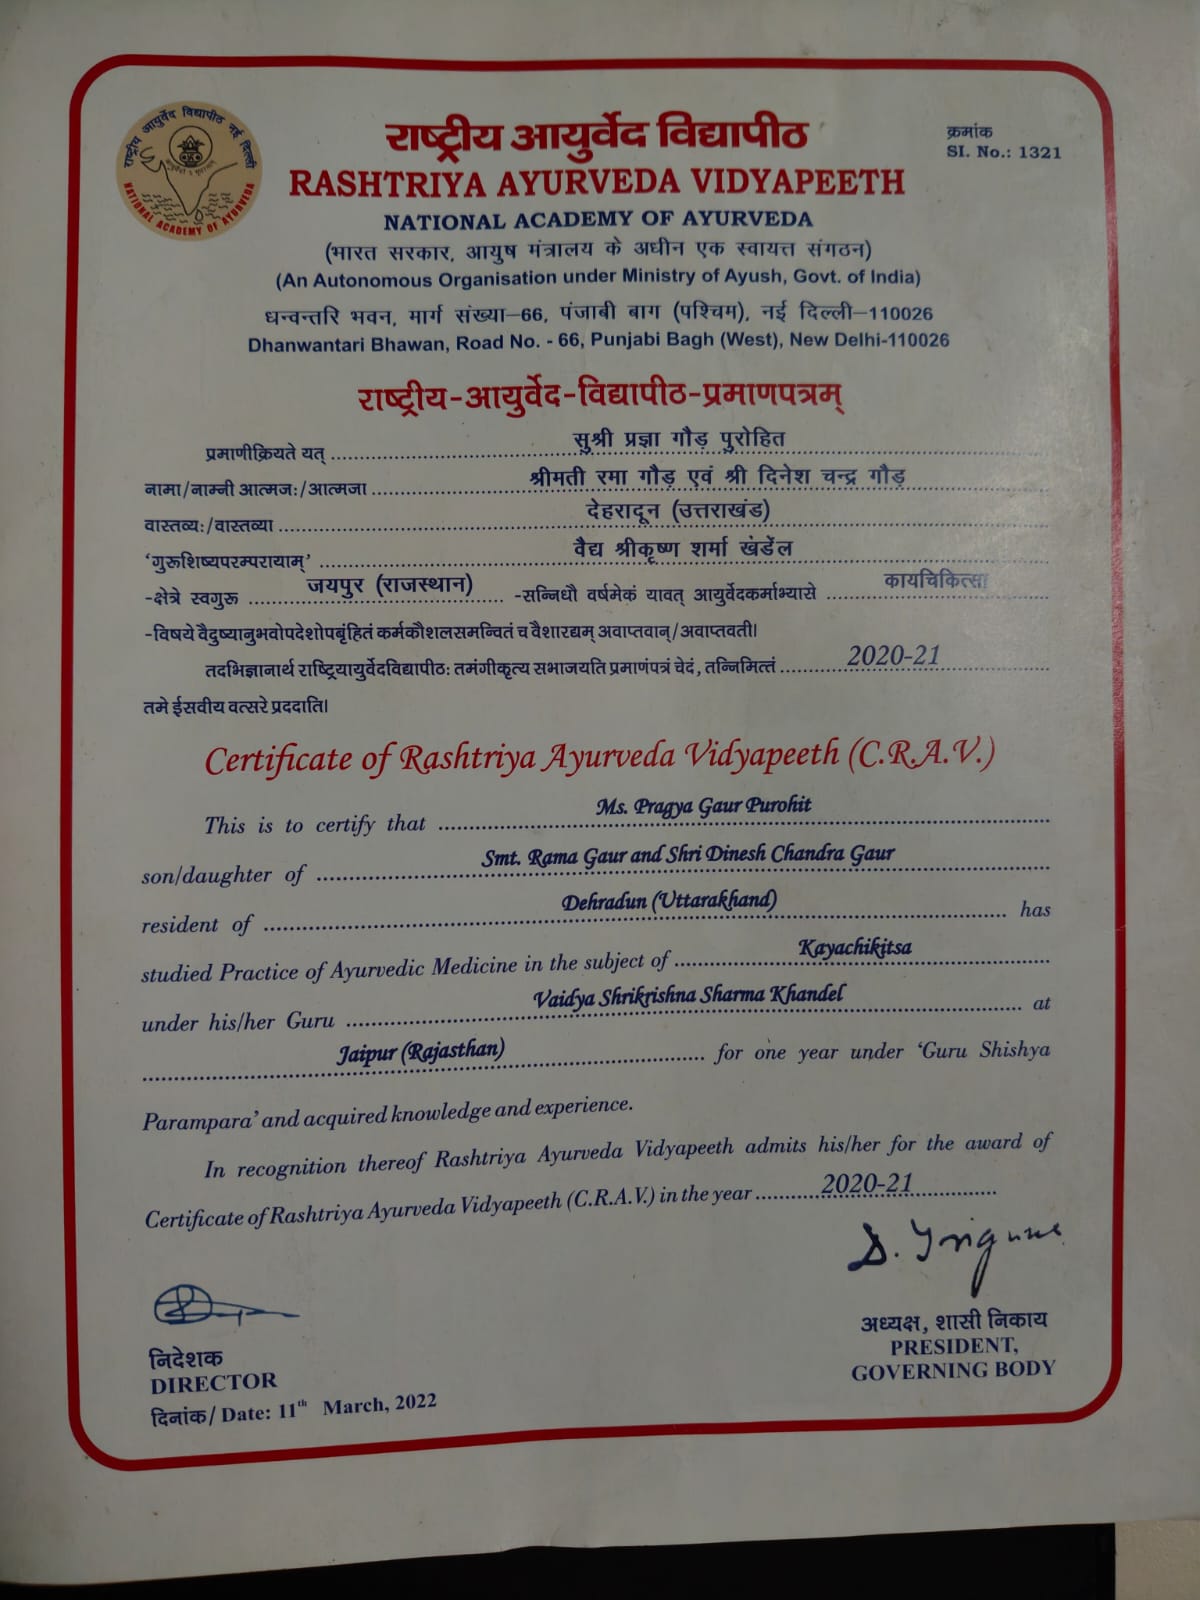 राष्ट्रीय आयुर्वेद विद्यापीठ नई दिल्ली
NATIONAL ACADEMY OF AYURVEDA
राष्ट्रीय आयुर्वेद विद्यापीठ
क्रमांक
SI. No.: 1321
RASHTRIYA AYURVEDA VIDYAPEETH
NATIONAL ACADEMY OF AYURVEDA
(भारत सरकार, आयुष मंत्रालय के अधीन एक स्वायत्त संगठन)
(An Autonomous Organisation under Ministry of Ayush, Govt. of India)
धन्वन्तरि भवन, मार्ग संख्या–66, पंजाबी बाग (पश्चिम), नई दिल्ली–110026
Dhanwantari Bhawan, Road No. - 66, Punjabi Bagh (West), New Delhi-110026
राष्ट्रीय-आयुर्वेद-विद्यापीठ-प्रमाणपत्रम्
प्रमाणीक्रियते यत् सुश्री प्रज्ञा गौड़ पुरोहित
नामा/नाम्नी आत्मजः/आत्मजा श्रीमती रमा गौड़ एवं श्री दिनेश चन्द्र गौड़
वास्तव्यः/वास्तव्या देहरादून (उत्तराखंड)
‘गुरूशिष्यपरम्परायाम्’ वैद्य श्रीकृष्ण शर्मा खंडेंल
-क्षेत्रे स्वगुरू जयपुर (राजस्थान) -सन्निधौ वर्षमेकं यावत् आयुर्वेदकर्माभ्यासे कायचिकित्सा
-विषये वैदुष्यानुभवोपदेशोपबृंहितं कर्मकौशलसमन्वितं च वैशारद्यम् अवाप्तवान्/अवाप्तवती।
तदभिज्ञानार्थ राष्ट्रियायुर्वेदविद्यापीठः तमंगीकृत्य सभाजयति प्रमाणंपत्रं चेदं, तन्निमित्तं 2020-21
तमे ईसवीय वत्सरे प्रददाति।
Certificate of Rashtriya Ayurveda Vidyapeeth (C.R.A.V.)
This is to certify that Ms. Pragya Gaur Purohit
son/daughter of Smt. Rama Gaur and Shri Dinesh Chandra Gaur
resident of Dehradun (Uttarakhand) has
studied Practice of Ayurvedic Medicine in the subject of Kayachikitsa
under his/her Guru Vaidya Shrikrishna Sharma Khandel at
Jaipur (Rajasthan) for one year under ‘Guru Shishya
Parampara’ and acquired knowledge and experience.
In recognition thereof Rashtriya Ayurveda Vidyapeeth admits his/her for the award of
Certificate of Rashtriya Ayurveda Vidyapeeth (C.R.A.V.) in the year 2020-21
निदेशक
DIRECTOR
दिनांक/ Date: 11th March, 2022
अध्यक्ष, शासी निकाय
PRESIDENT,
GOVERNING BODY